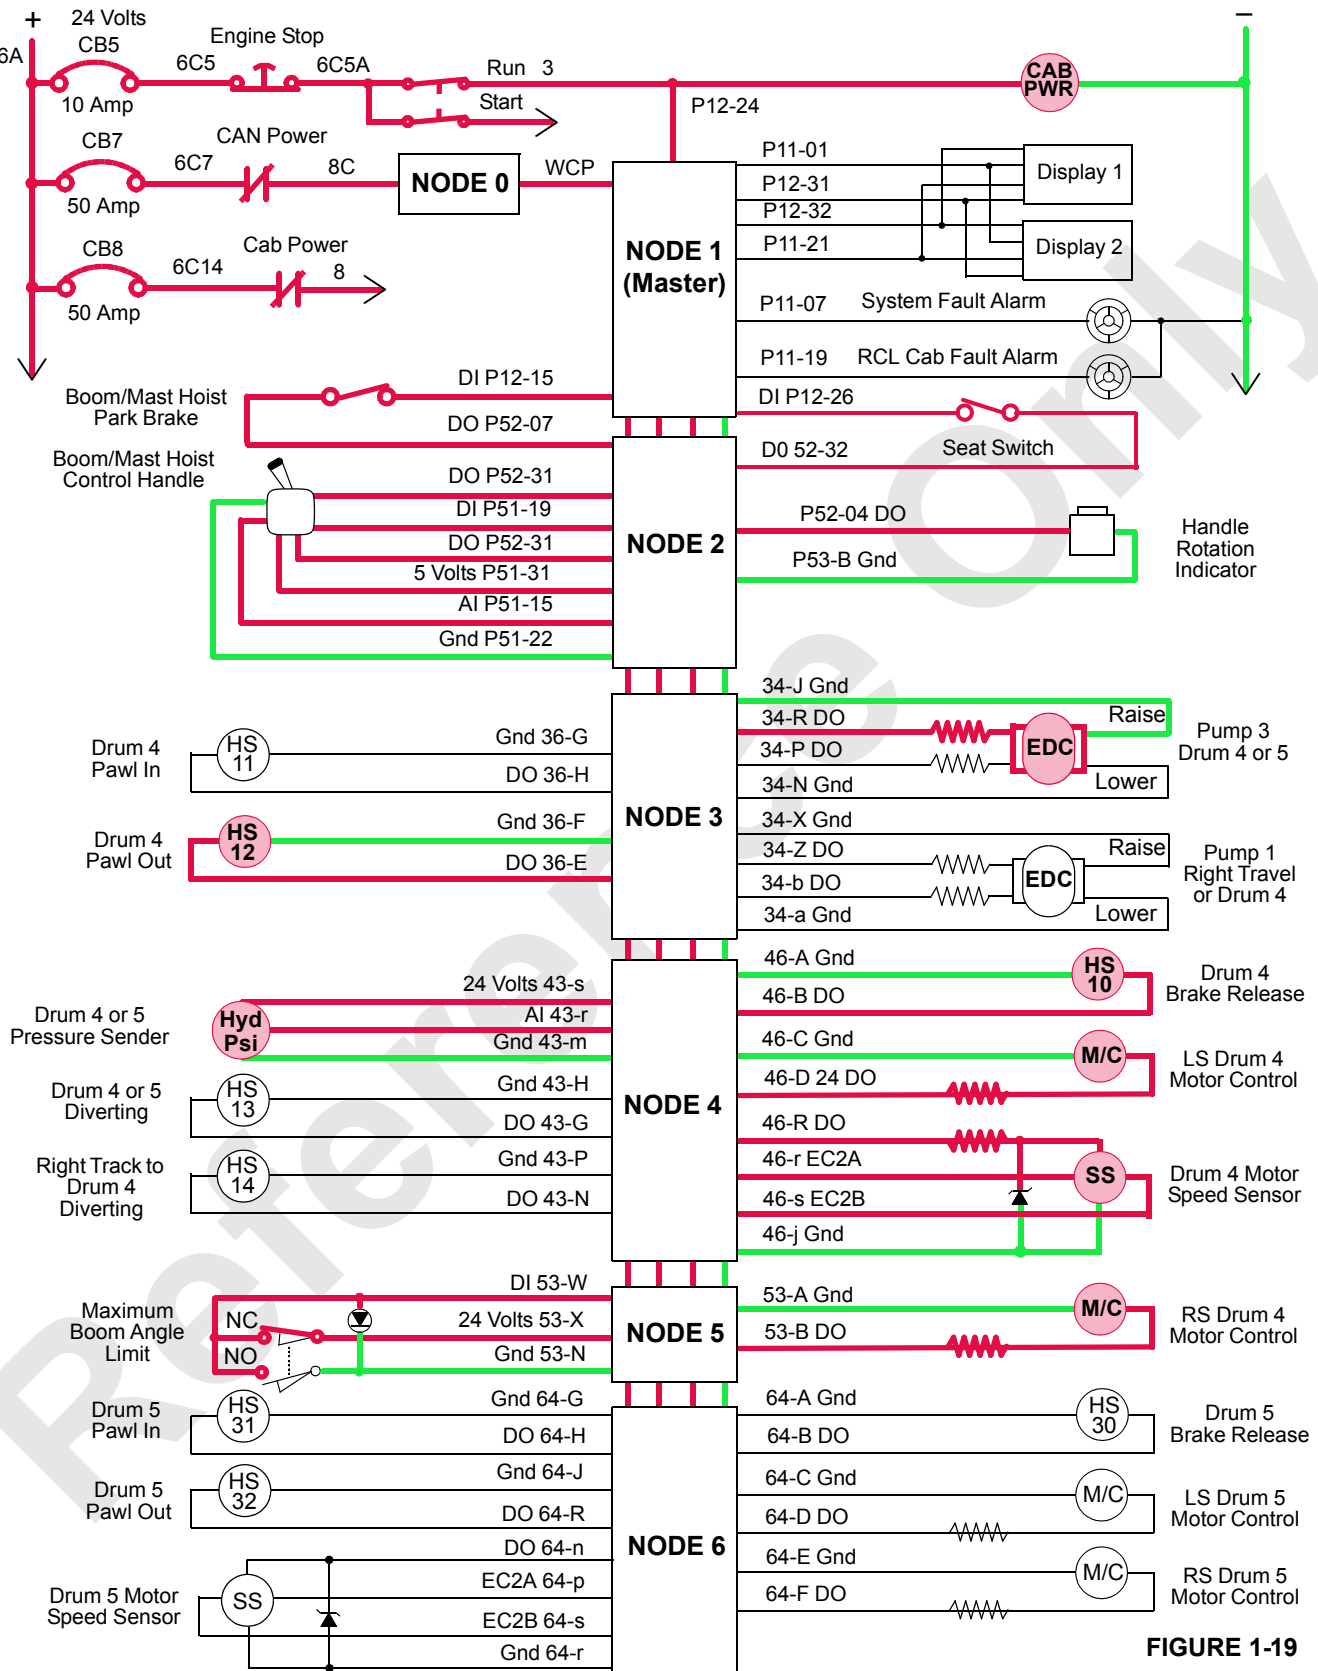 +
24 Volts
−
CB5
Engine Stop
6A
6C5
6C5A
Run 3
CAB
PWR
10 Amp
Start
P12-24
CB7
CAN Power
6C7
8C
NODE 0
WCP
50 Amp
P11-01
P12-31
P12-32
P11-21
Display 1
Display 2
NODE 1
(Master)
CB8
Cab Power
6C14
8
50 Amp
P11-07
System Fault Alarm
P11-19
RCL Cab Fault Alarm
Boom/Mast Hoist
Park Brake
DI P12-15
DO P52-07
DI P12-26
Seat Switch
D0 52-32
Boom/Mast Hoist
Control Handle
DO P52-31
DI P51-19
DO P52-31
5 Volts P51-31
AI P51-15
Gnd P51-22
NODE 2
P52-04 DO
P53-B Gnd
Handle
Rotation
Indicator
Drum 4
Pawl In
HS
11
Gnd 36-G
DO 36-H
Drum 4
Pawl Out
HS
12
Gnd 36-F
DO 36-E
NODE 3
34-J Gnd
34-R DO
34-P DO
34-N Gnd
EDC
Raise
Lower
Pump 3
Drum 4 or 5
34-X Gnd
34-Z DO
34-b DO
34-a Gnd
EDC
Raise
Lower
Pump 1
Right Travel
or Drum 4
Drum 4 or 5
Pressure Sender
Hyd
Psi
24 Volts 43-s
AI 43-r
Gnd 43-m
Drum 4 or 5
Diverting
HS
13
Gnd 43-H
DO 43-G
Right Track to
Drum 4
Diverting
HS
14
Gnd 43-P
DO 43-N
NODE 4
46-A Gnd
46-B DO
HS
10
Drum 4
Brake Release
46-C Gnd
46-D 24 DO
M/C
LS Drum 4
Motor Control
46-R DO
46-r EC2A
46-s EC2B
46-j Gnd
SS
Drum 4 Motor
Speed Sensor
Maximum
Boom Angle
Limit
NC
NO
DI 53-W
24 Volts 53-X
Gnd 53-N
NODE 5
53-A Gnd
53-B DO
M/C
RS Drum 4
Motor Control
Drum 5
Pawl In
HS
31
Gnd 64-G
DO 64-H
Drum 5
Pawl Out
HS
32
Gnd 64-J
DO 64-R
Drum 5 Motor
Speed Sensor
SS
DO 64-n
EC2A 64-p
EC2B 64-s
Gnd 64-r
NODE 6
64-A Gnd
64-B DO
HS
30
Drum 5
Brake Release
64-C Gnd
64-D DO
M/C
LS Drum 5
Motor Control
64-E Gnd
64-F DO
M/C
RS Drum 5
Motor Control
FIGURE 1-19
Reference Only